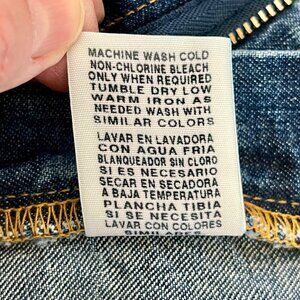 MACHINE WASH COLD
NON-CHLORINE BLEACH
ONLY WHEN REQUIRED
TUMBLE DRY LOW
WARM IRON AS
NEEDED WASH WITH
SIMILAR COLORS
LAVAR EN LAVADORA
CON AGUA FRIA
BLANQUEADOR SIN CLORO
SI ES NECESARIO
SECAR EN SECADORA
A BAJA TEMPERATURA
PLANCHA TIBIA
SI SE NECESITA
LAVAR CON COLORES
SIMILARES